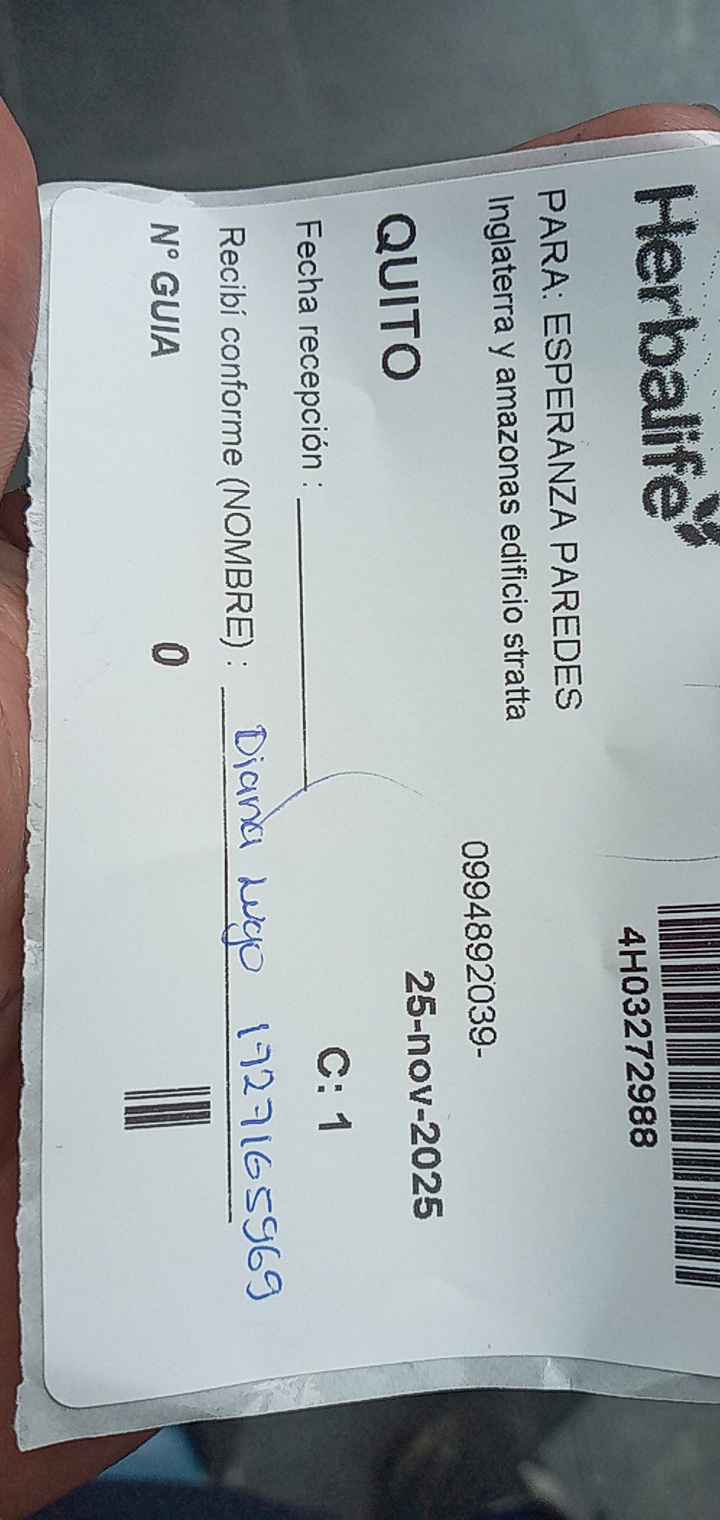 Herbalife
4H03272988
PARA: ESPERANZA PAREDES
Inglaterra y amazonas edificio stratta
0994892039-
QUITO
25-nov-2025
Fecha recepción :
C: 1
Recibí conforme (NOMBRE) : Diana Lugo 1727165969
Nº GUIA 0